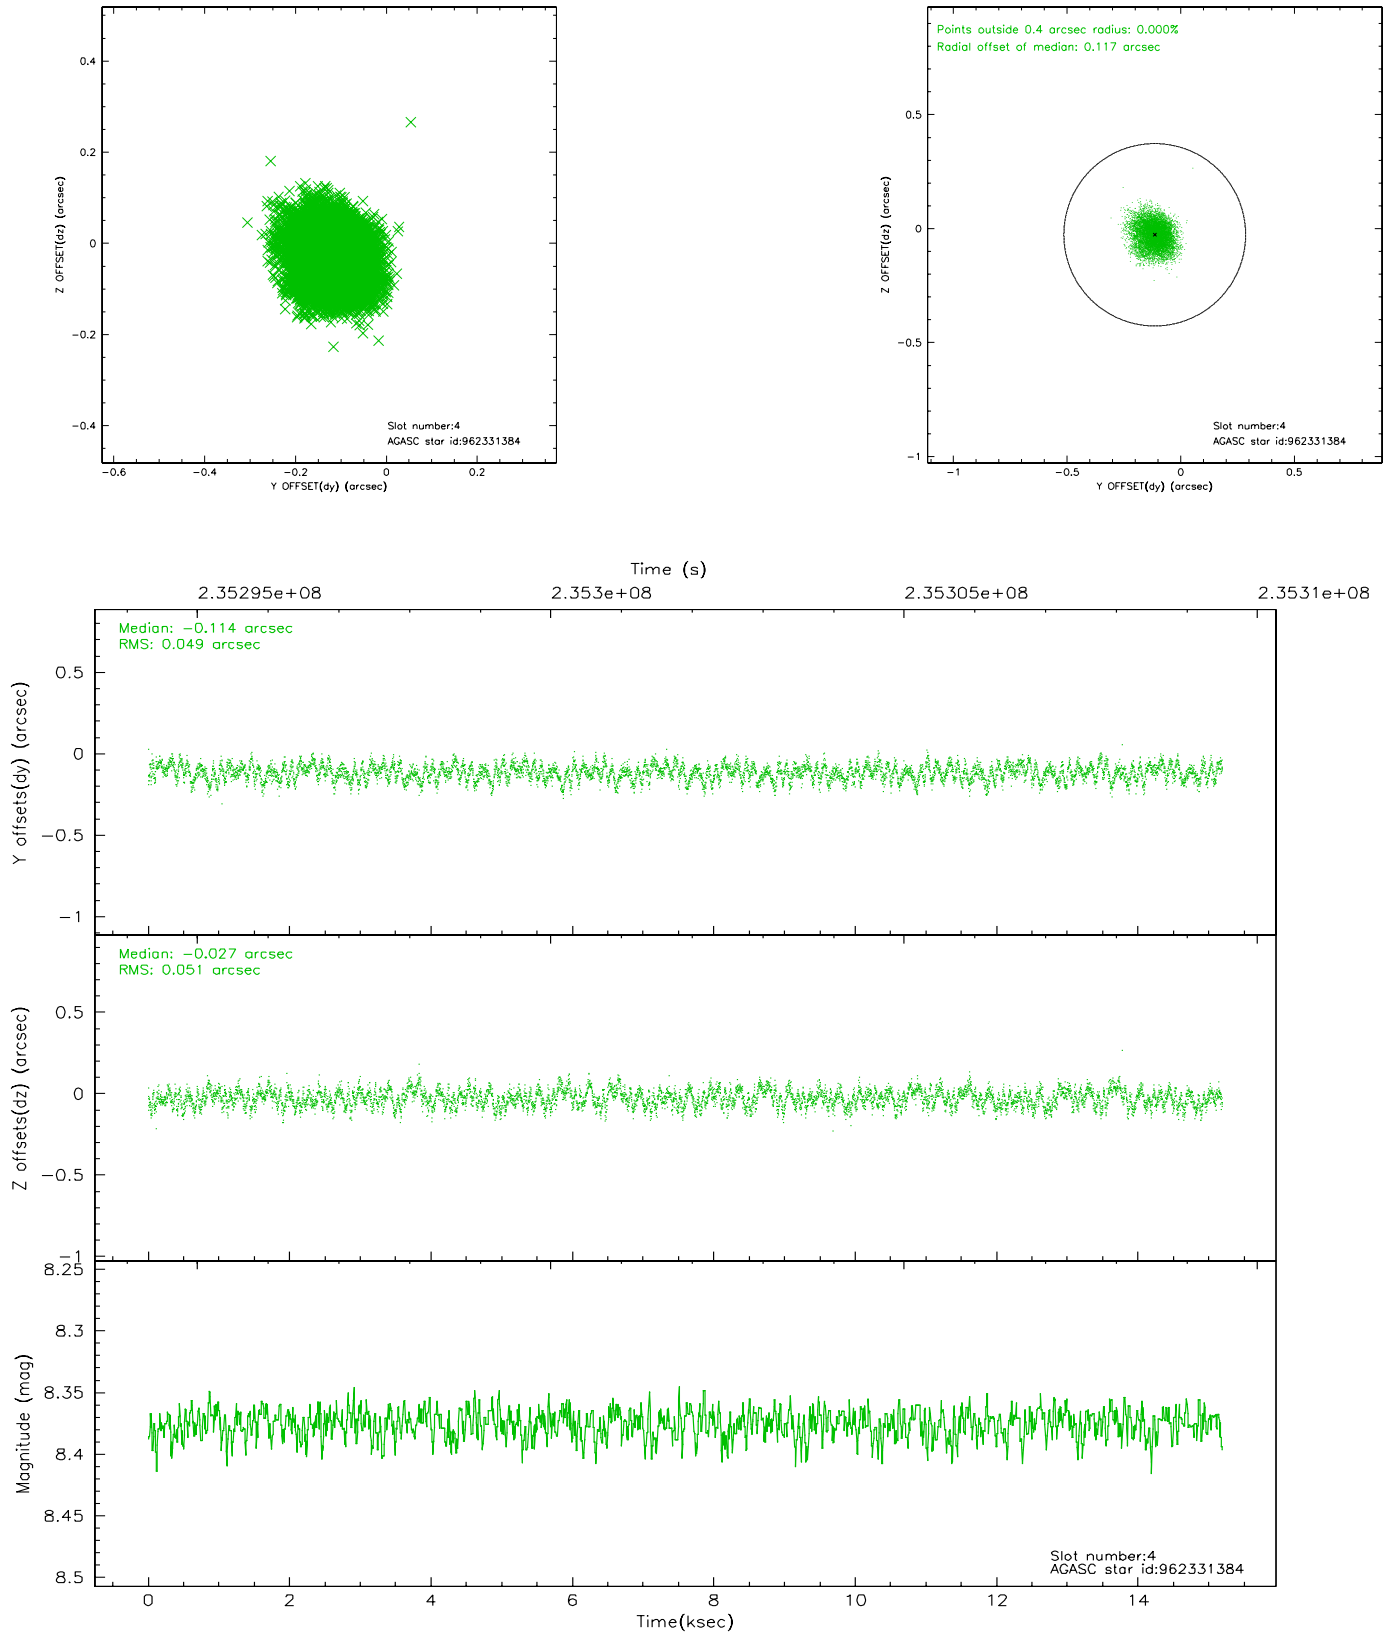 0.4
0.2
0
−0.2
−0.4
Z OFFSET(dz) (arcsec)
Slot number:4
AGASC star id:962331384
−0.6 −0.4 −0.2 0 0.2
Y OFFSET(dy) (arcsec)
Points outside 0.4 arcsec radius: 0.000%
Radial offset of median: 0.117 arcsec
0.5
0
−0.5
−1
Z OFFSET(dz) (arcsec)
Slot number:4
AGASC star id:962331384
−1 −0.5 0 0.5
Y OFFSET(dy) (arcsec)
Time (s)
2.35295e+08 2.353e+08 2.35305e+08 2.3531e+08
Median: −0.114 arcsec
RMS: 0.049 arcsec
0.5
0
−0.5
−1
Y offsets(dy) (arcsec)
Median: −0.027 arcsec
RMS: 0.051 arcsec
0.5
0
−0.5
−1
Z offsets(dz) (arcsec)
8.25
8.3
8.35
8.4
8.45
8.5
Magnitude (mag)
Slot number:4
AGASC star id:962331384
0 2 4 6 8 10 12 14
Time(ksec)